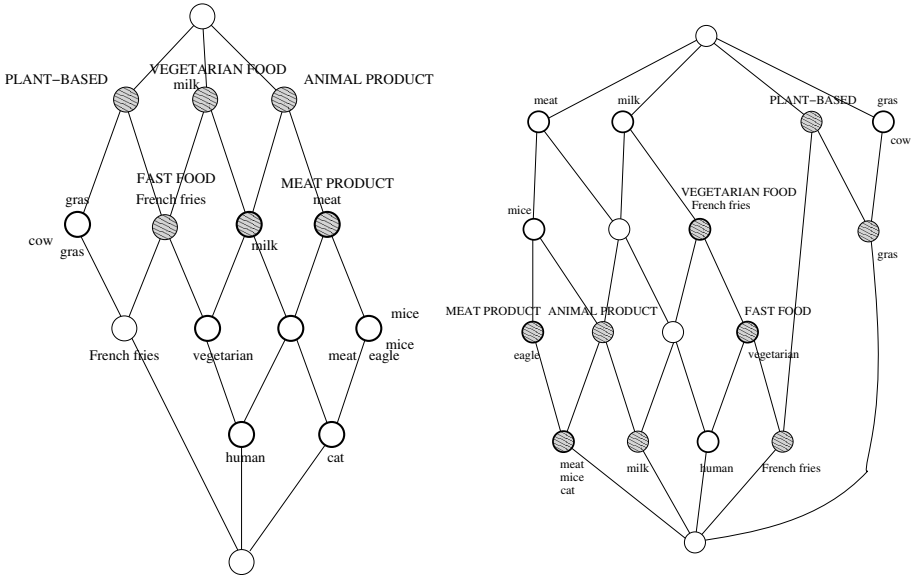 PLANT–BASED
VEGETARIAN FOOD
milk
ANIMAL PRODUCT
FAST FOOD
French fries
MEAT PRODUCT
meat
gras
cow
gras
milk
mice
mice
French fries
vegetarian
meat
eagle
human
cat
meat
milk
PLANT–BASED
gras
cow
mice
VEGETARIAN FOOD
French fries
gras
MEAT PRODUCT
ANIMAL PRODUCT
FAST FOOD
eagle
vegetarian
meat
mice
cat
milk
human
French fries